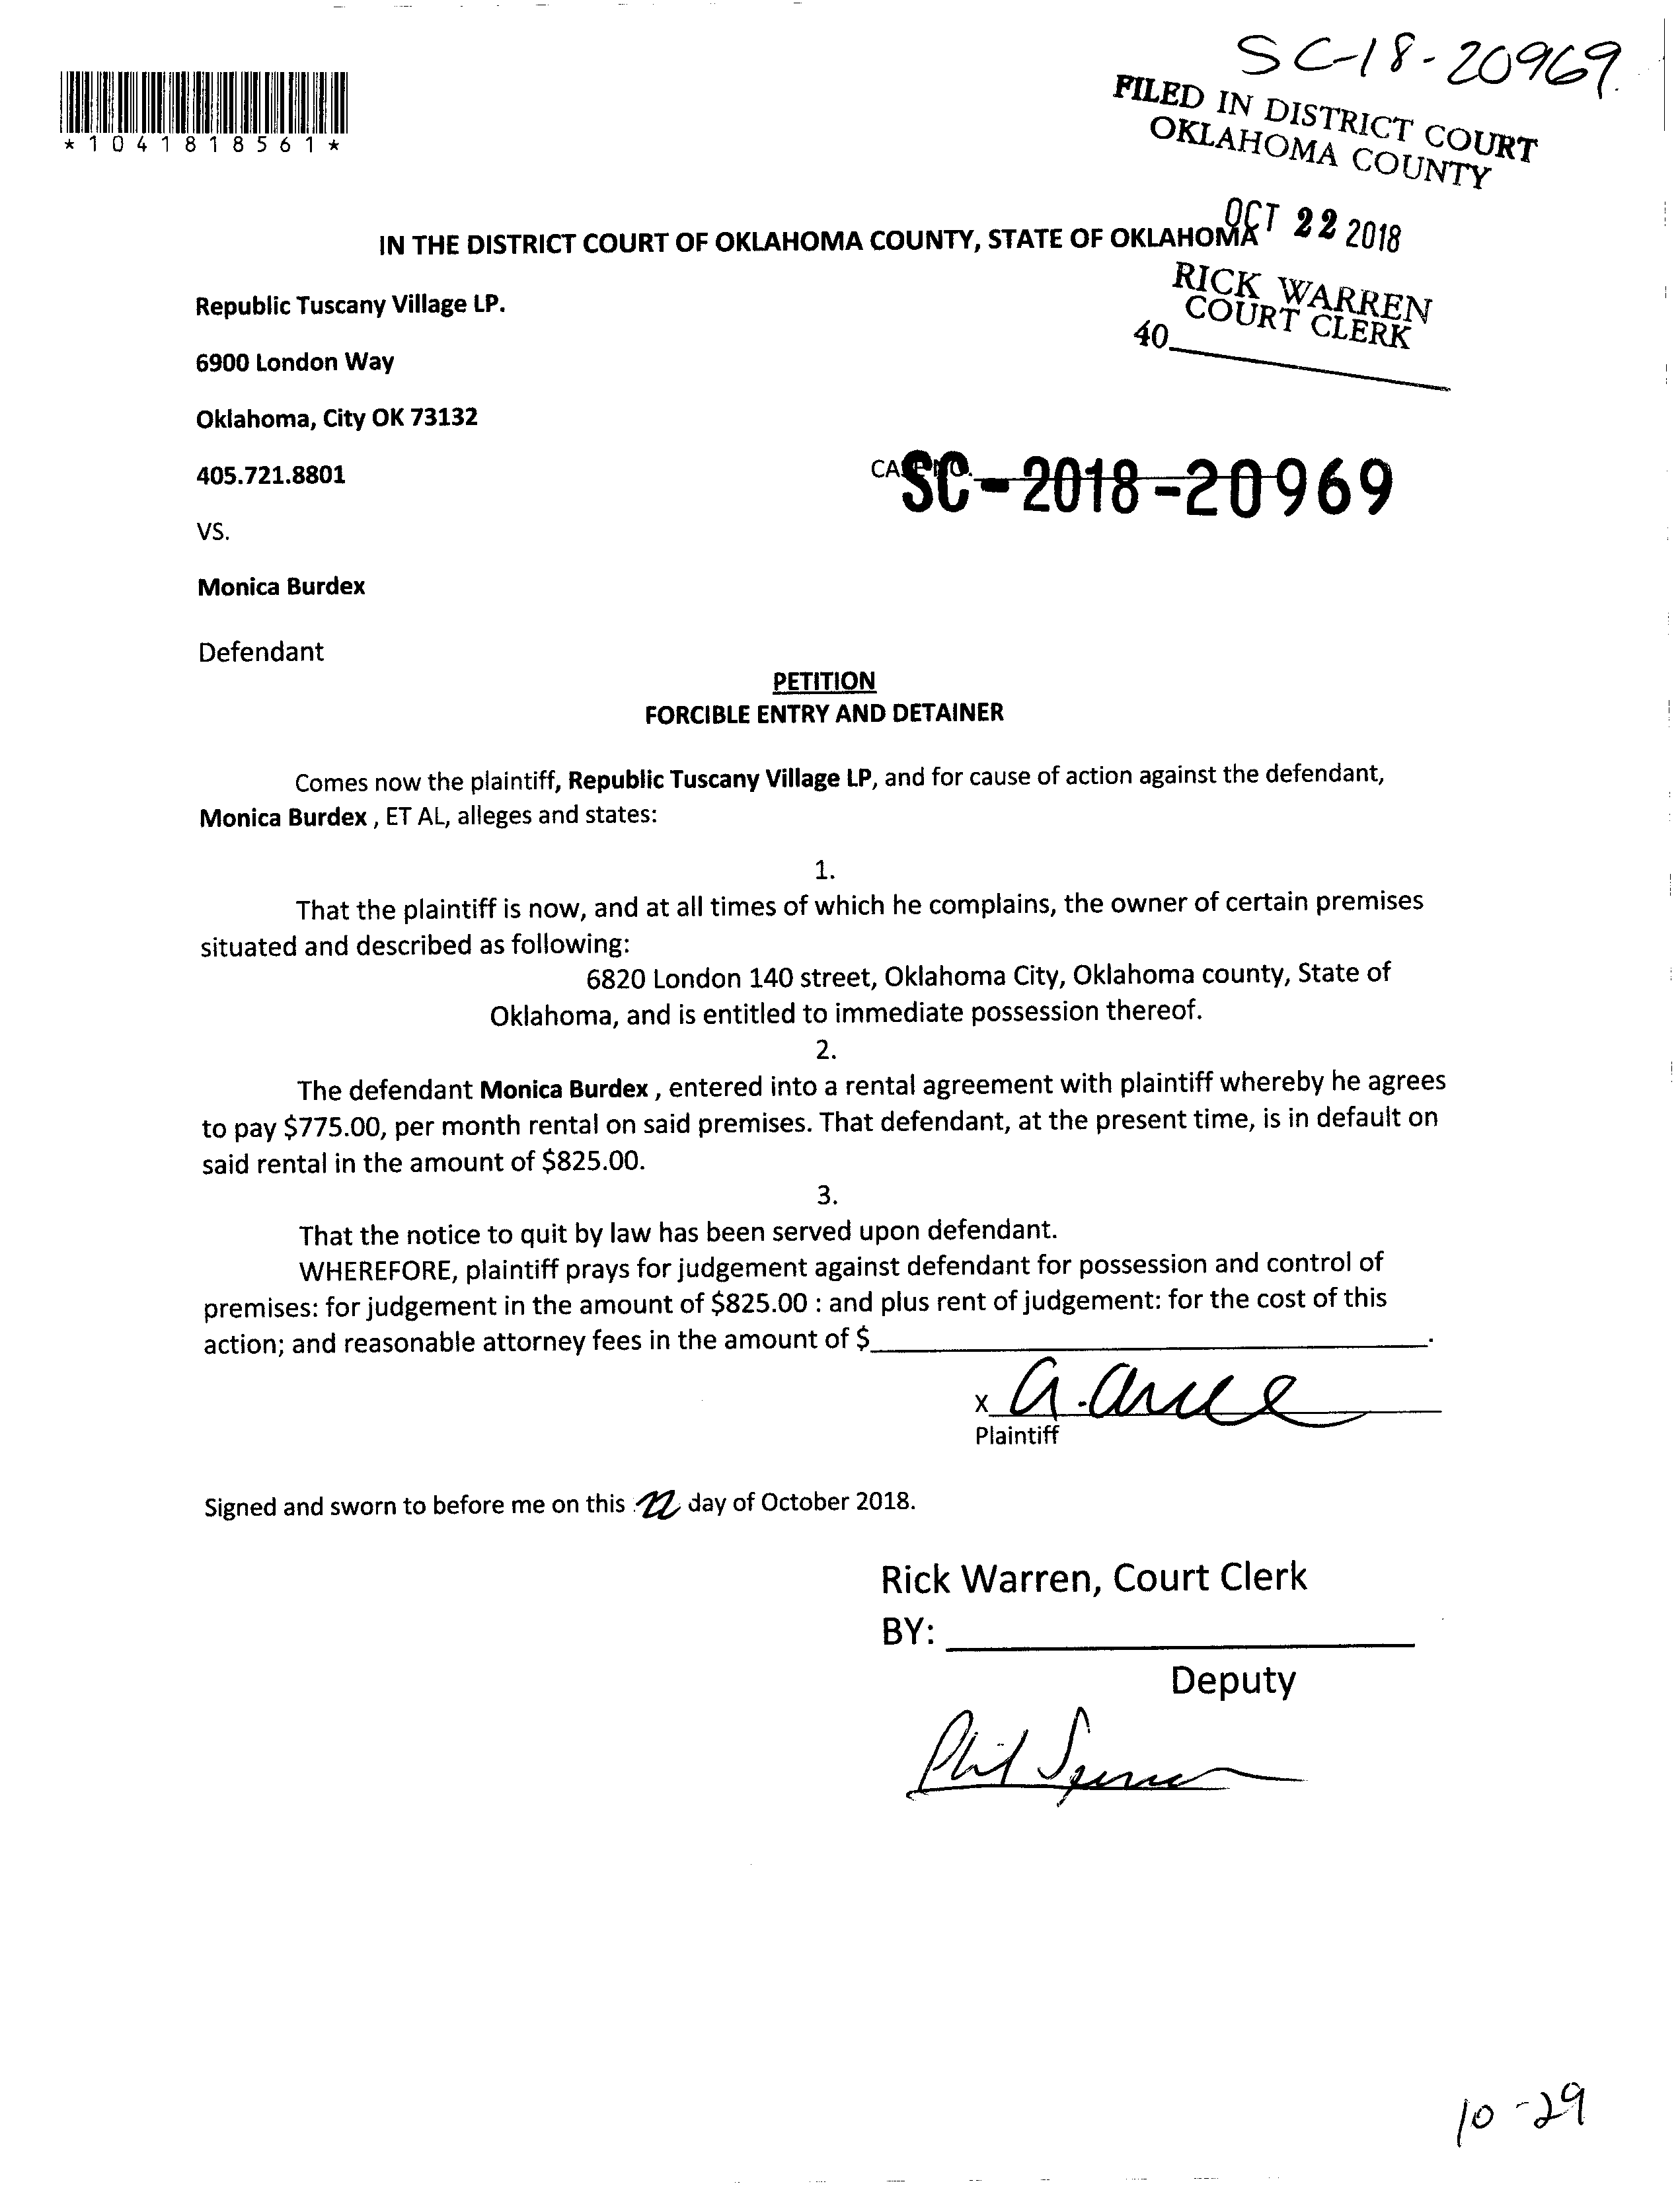 SC-18-20969
*1041818561*
FILED IN DISTRICT COURT
OKLAHOMA COUNTY
OCT 22 2018
IN THE DISTRICT COURT OF OKLAHOMA COUNTY, STATE OF OKLAHOMA
RICK WARREN
COURT CLERK
40
Republic Tuscany Village LP.
6900 London Way
Oklahoma, City OK 73132
405.721.8801
CASE NO.
SC-2018-20969
VS.
Monica Burdex
Defendant
PETITION
FORCIBLE ENTRY AND DETAINER
Comes now the plaintiff, Republic Tuscany Village LP, and for cause of action against the defendant,
Monica Burdex , ET AL, alleges and states:
1.
That the plaintiff is now, and at all times of which he complains, the owner of certain premises
situated and described as following:
6820 London 140 street, Oklahoma City, Oklahoma county, State of
Oklahoma, and is entitled to immediate possession thereof.
2.
The defendant Monica Burdex , entered into a rental agreement with plaintiff whereby he agrees
to pay $775.00, per month rental on said premises. That defendant, at the present time, is in default on
said rental in the amount of $825.00.
3.
That the notice to quit by law has been served upon defendant.
WHEREFORE, plaintiff prays for judgement against defendant for possession and control of
premises: for judgement in the amount of $825.00 : and plus rent of judgement: for the cost of this
action; and reasonable attorney fees in the amount of $ .
X
Plaintiff
Signed and sworn to before me on this 22 day of October 2018.
Rick Warren, Court Clerk
BY:
Deputy
Phil
10-29